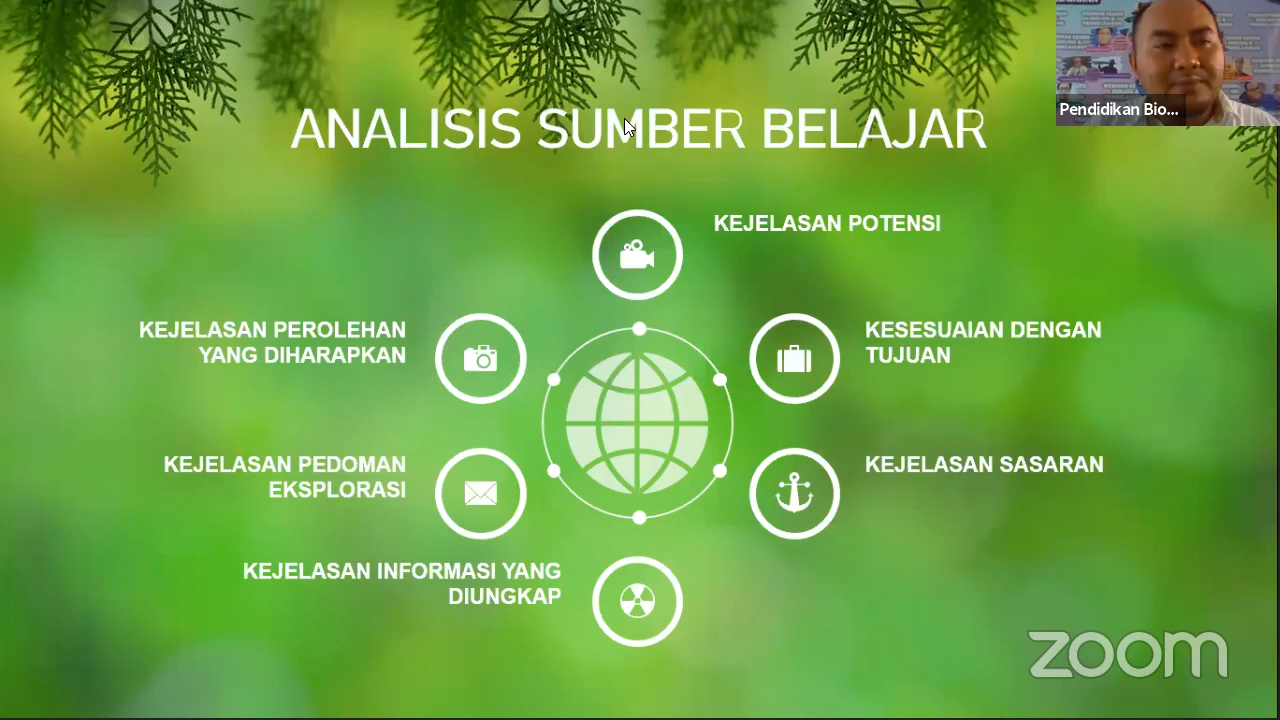 Pendidikan Bio...
ANALISIS SUMBER BELAJAR
KEJELASAN POTENSI
KESESUAIAN DENGAN
TUJUAN
KEJELASAN SASARAN
KEJELASAN INFORMASI YANG
DIUNGKAP
KEJELASAN PEDOMAN
EKSPLORASI
KEJELASAN PEROLEHAN
YANG DIHARAPKAN
zoom